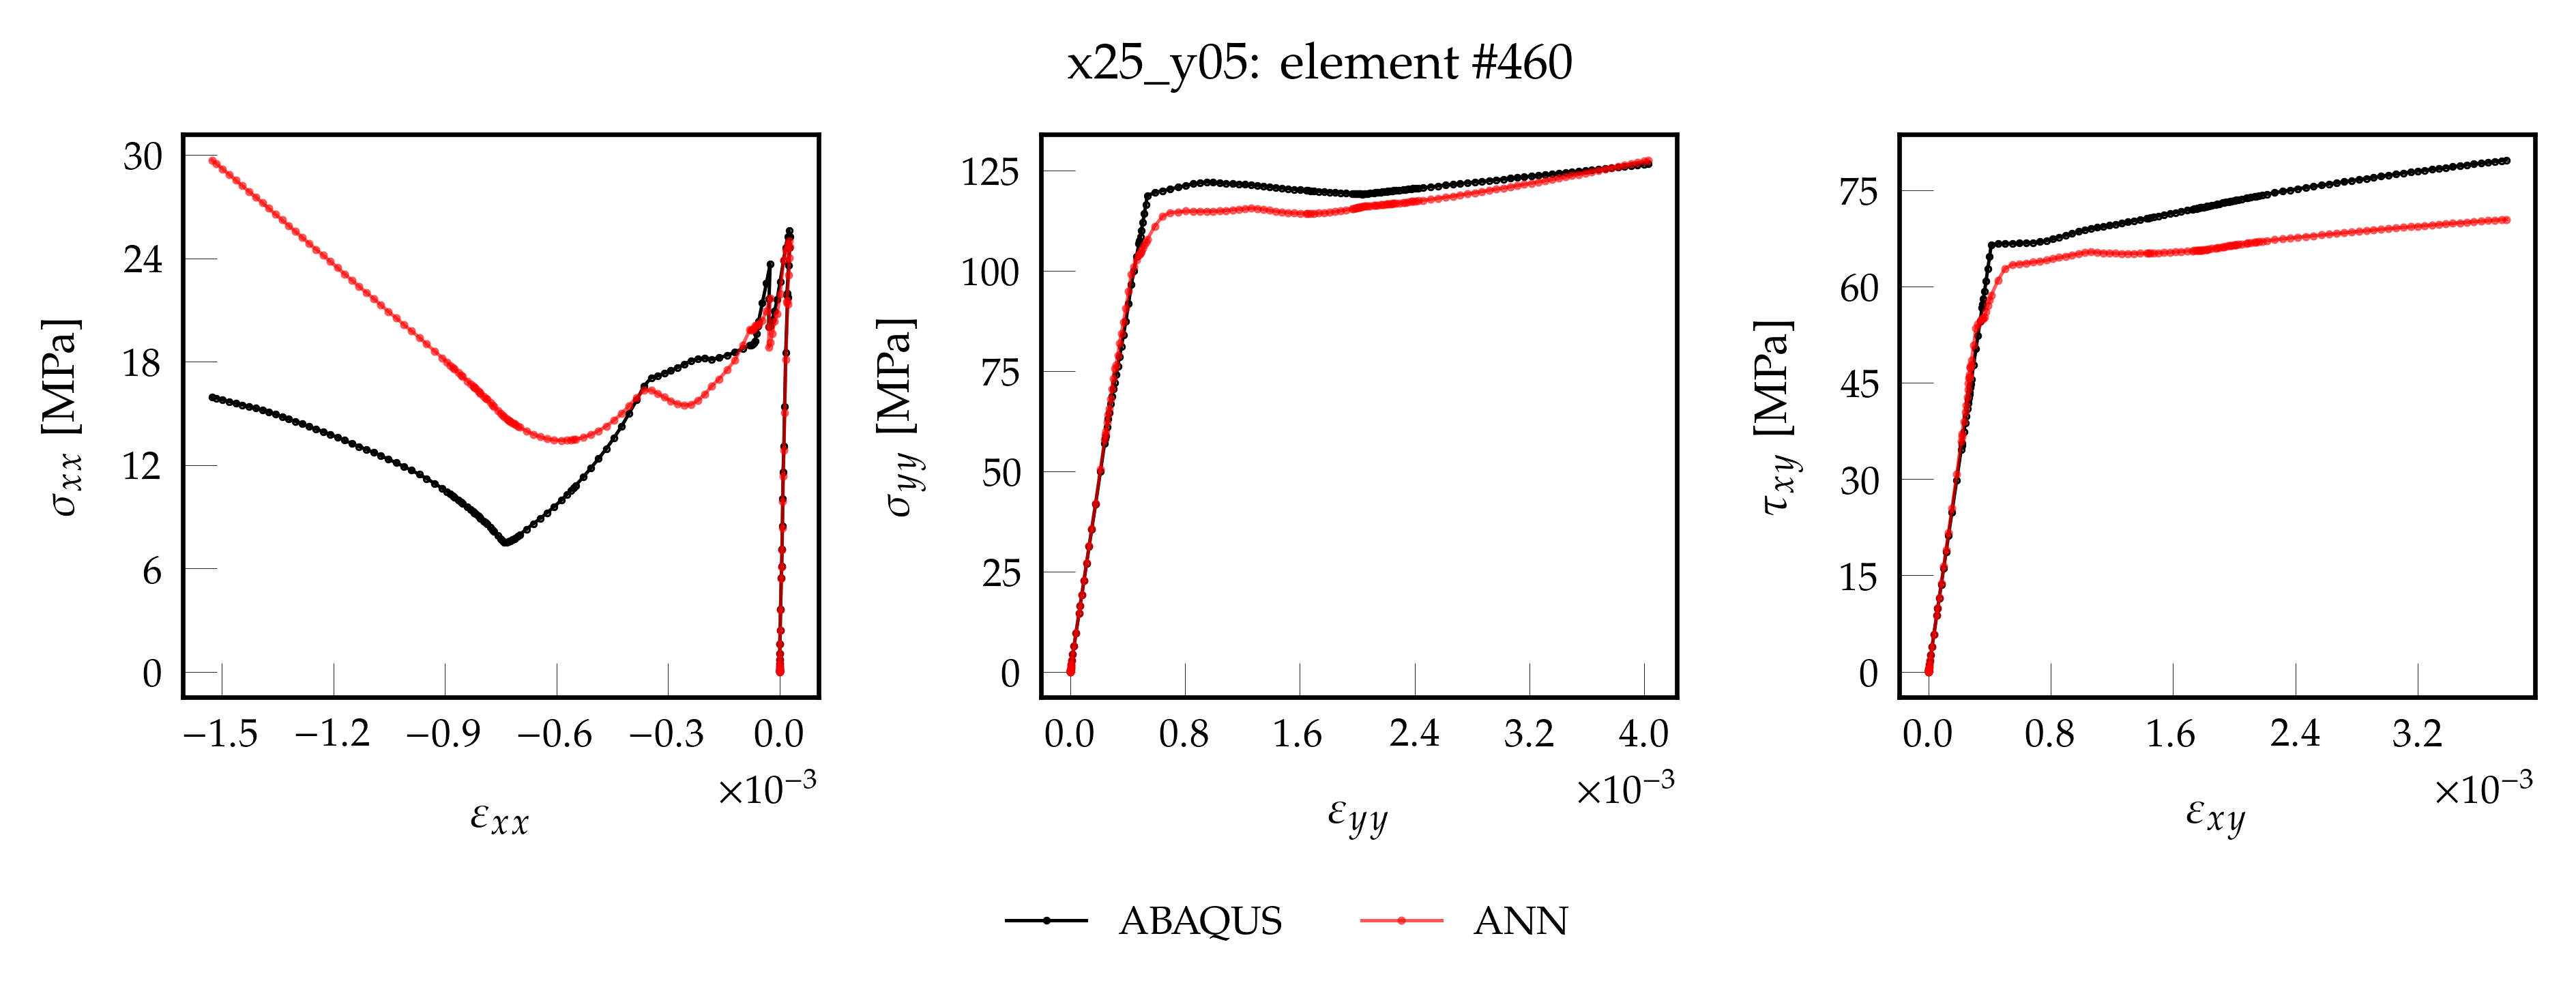 x25_y05: element #460
30
24
18
12
6
0
σxx [MPa]
−1.5 −1.2 −0.9 −0.6 −0.3 0.0
×10−3
εxx
125
100
75
50
25
0
σyy [MPa]
0.0 0.8 1.6 2.4 3.2 4.0
×10−3
εyy
75
60
45
30
15
0
τxy [MPa]
0.0 0.8 1.6 2.4 3.2
×10−3
εxy
ABAQUS ANN